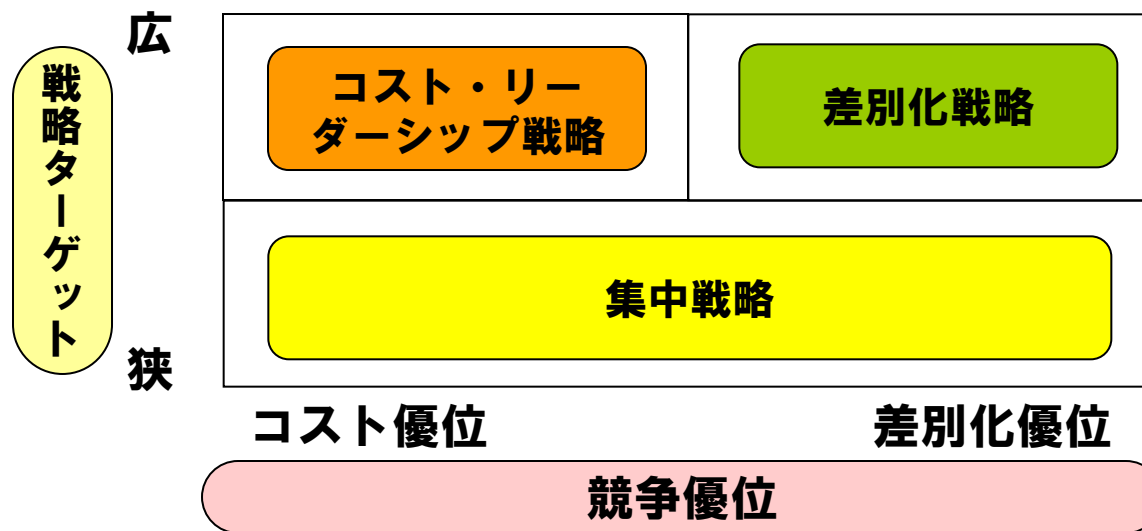 広
戦略ターゲット
コスト・リー
ダーシップ戦略
差別化戦略
集中戦略
狭
コスト優位
差別化優位
競争優位